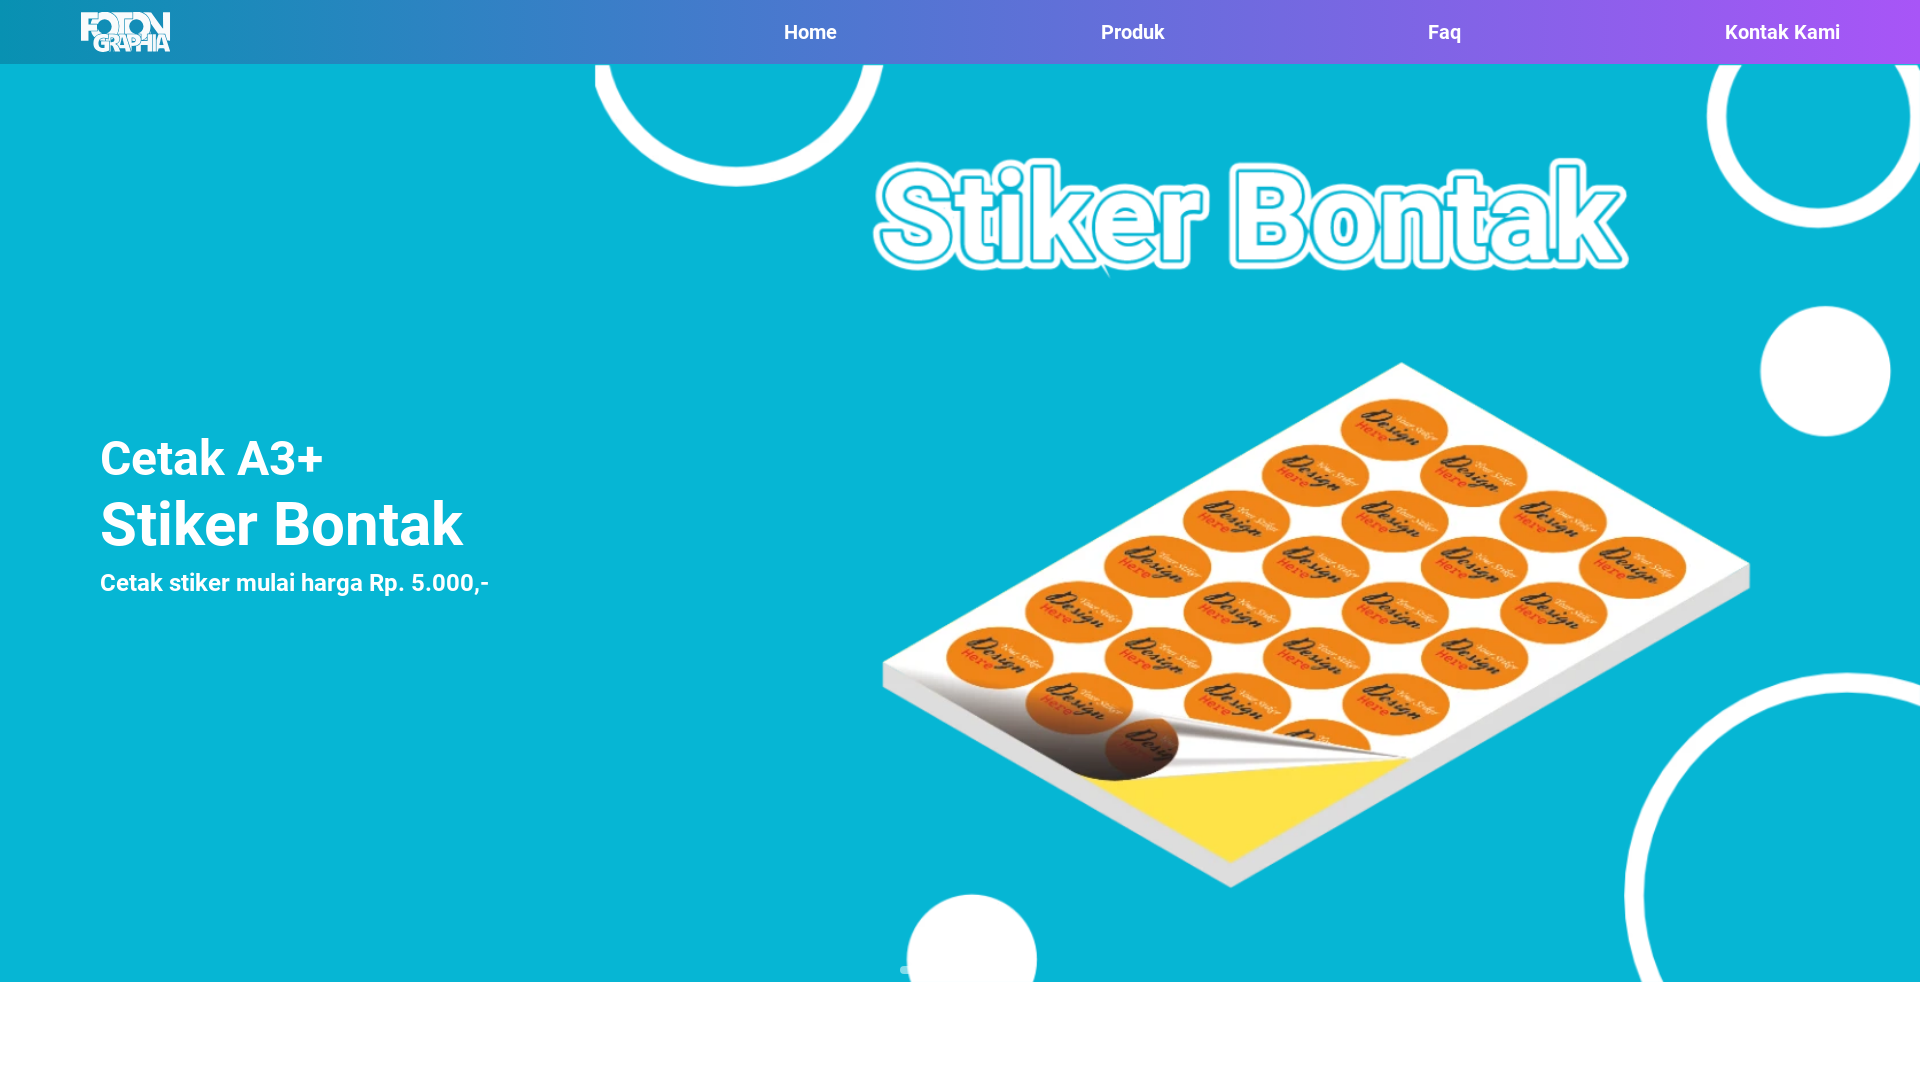 FOTON
GRAPHIA
Home
Produk
Faq
Kontak Kami
Stiker Bontak
Cetak A3+
Stiker Bontak
Cetak stiker mulai harga Rp. 5.000,-
Your Stiker
Design
Here